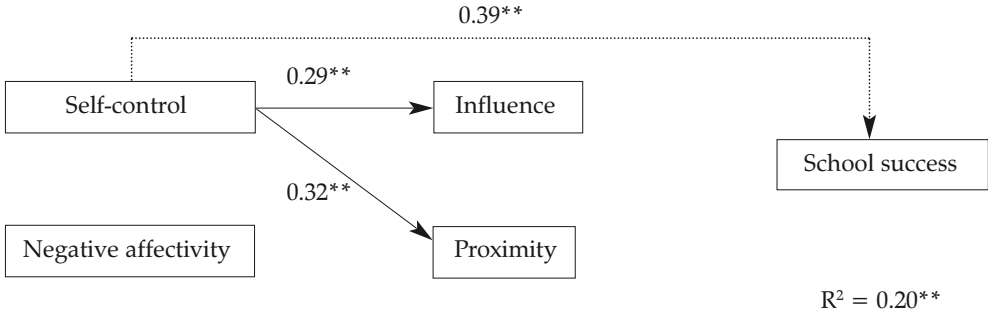 0.39**
0.29**
Self-control
Influence
School success
0.32**
Negative affectivity
Proximity
R² = 0.20**